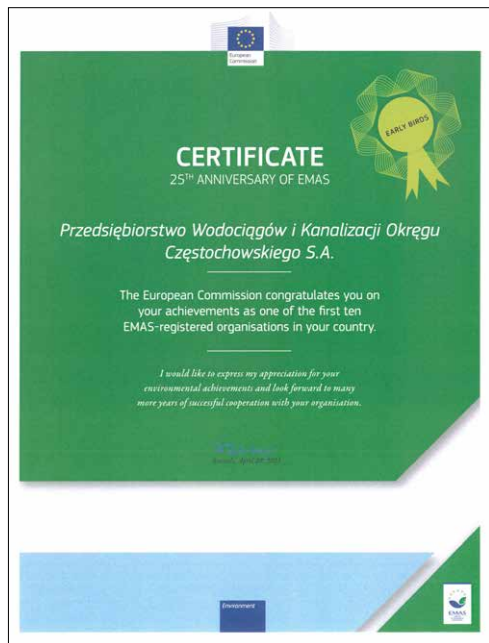 European
Commission
EARLY BIRDS
CERTIFICATE
25TH ANNIVERSARY OF EMAS
Przedsiębiorstwo Wodociągów i Kanalizacji Okręgu
Częstochowskiego S.A.
The European Commission congratulates you on
your achievements as one of the first ten
EMAS-registered organisations in your country.
I would like to express my appreciation for your
environmental achievements and look forward to many
more years of successful cooperation with your organisation.
Environment
EMAS